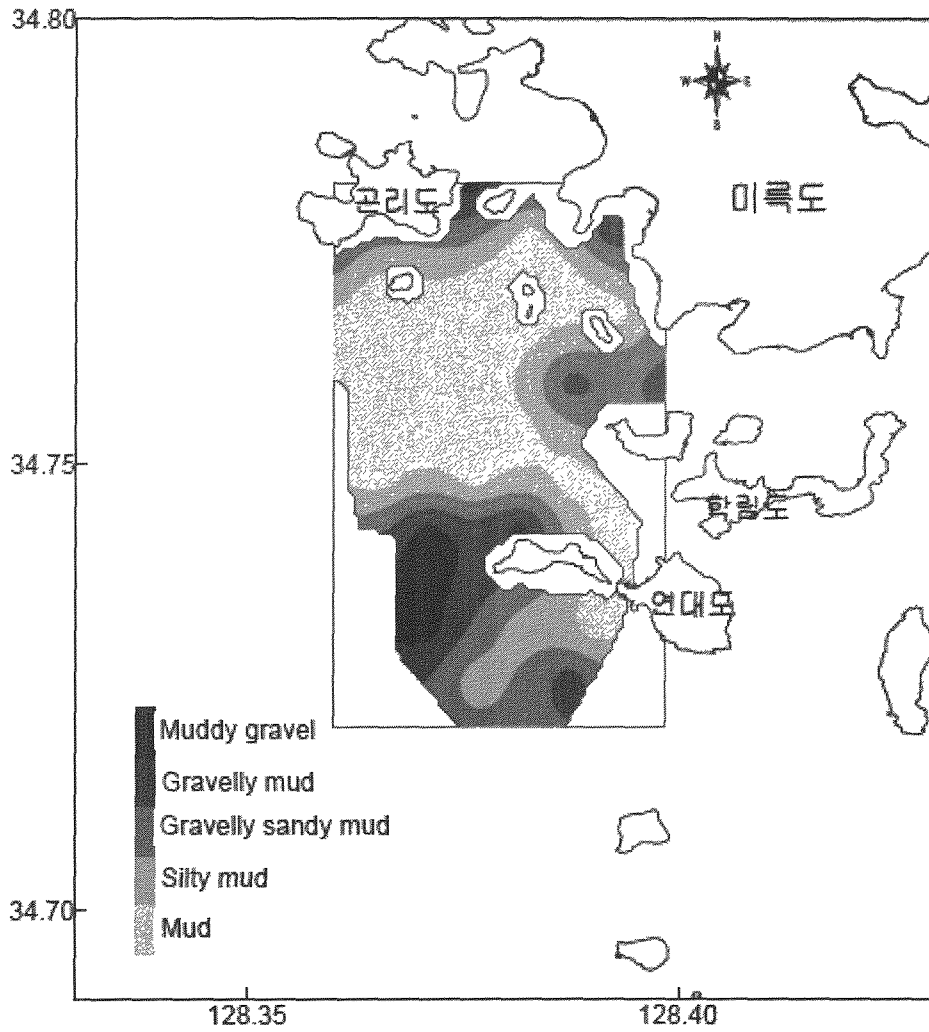 34.80
N
W E
S
곤리도
미륵도
34.75
학림도
연대도
Muddy gravel
Gravelly mud
Gravelly sandy mud
Silty mud
34.70
Mud
128.35
128.40